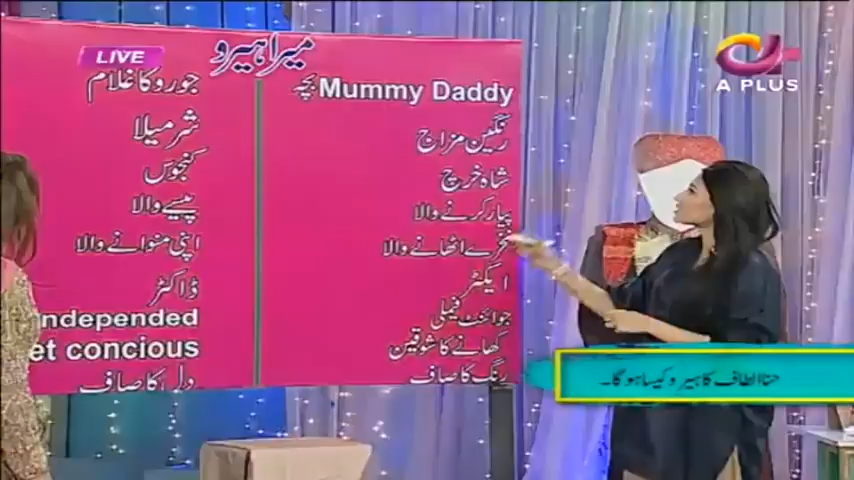 LIVE
میرا ہیرو
A PLUS
Mummy Daddy بچہ
رنگین مزاج
شاہ خرچ
پیار کرنے والا
نخرے اٹھانے والا
ایکٹر
جوائنٹ فیملی
کھانے کا شوقین
رنگ کا صاف
جورو کا غلام
شرمیلا
کنجوس
پیسے والا
اپنی منوانے والا
ڈاکٹر
independed
et concious
دل کا صاف
حنا الطاف کا ہیرو کیسا ہوگا۔